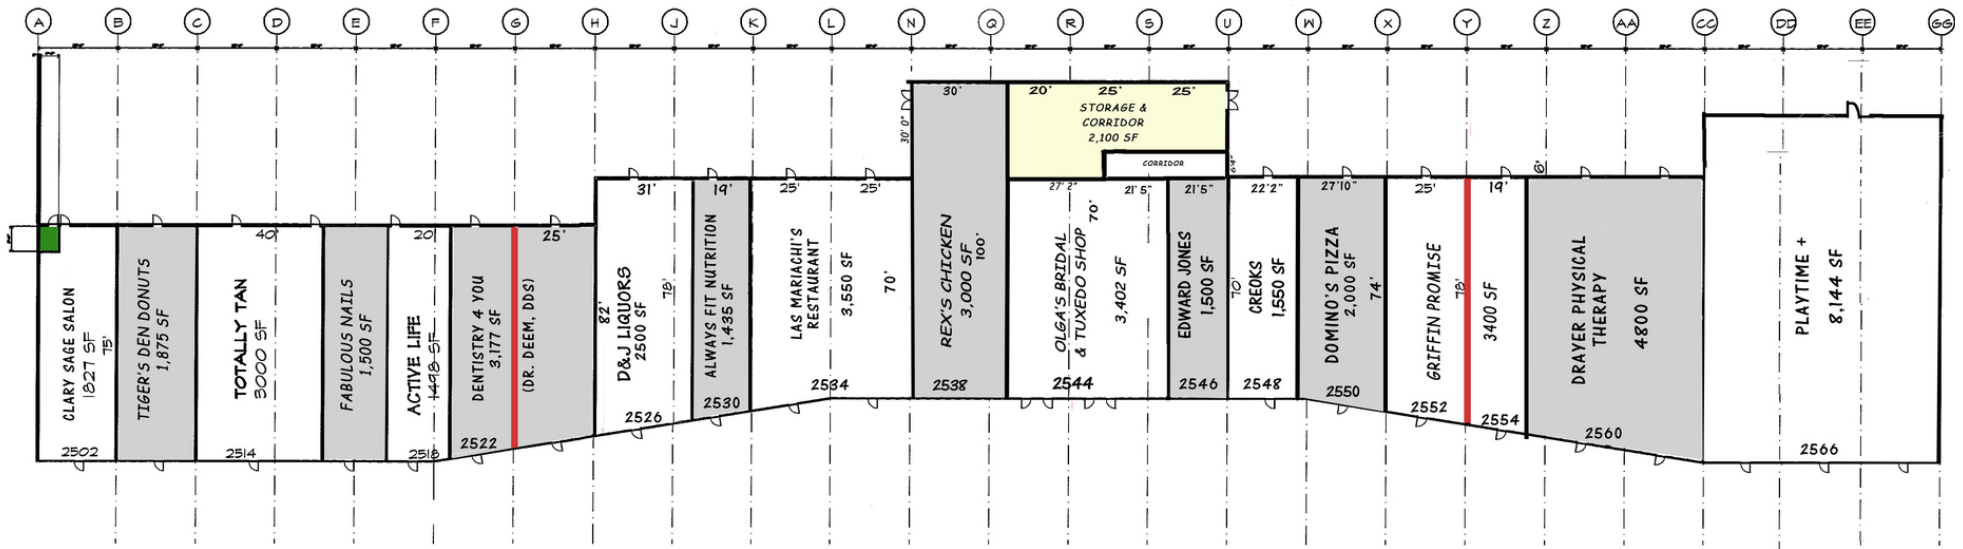 A B C D E F G H J K L N Q R S U W X Y Z AA CC DD EE GG
CLARY SAGE SALON
1827 SF
75'
2502
TIGER'S DEN DONUTS
1,875 SF
40'
TOTALLY TAN
3000 SF
2514
FABULOUS NAILS
1,500 SF
20'
ACTIVE LIFE
1498 SF
2518
25'
DENTISTRY 4 YOU
3,177 SF
(DR. DEEM, DDS)
2522
31'
82'
D&J LIQUORS
2500 SF
78'
2526
19'
ALWAYS FIT NUTRITION
1,435 SF
2530
25' 25'
LAS MARIACHI'S
RESTAURANT
3,550 SF
70'
2534
30'
30' 0"
REX'S CHICKEN
3,000 SF
100'
2538
20' 25' 25'
STORAGE &
CORRIDOR
2,100 SF
CORRIDOR
6'4"
27' 2" 21' 5"
OLGA'S BRIDAL
& TUXEDO SHOP
70'
3,402 SF
2544
21'5"
EDWARD JONES
1,500 SF
2546
22'2"
70'
CREOKS
1,550 SF
2548
27'10"
DOMINO'S PIZZA
2,000 SF
74'
2550
25' 19'
GRIFFIN PROMISE
78'
3400 SF
2552
2554
6'
DRAYER PHYSICAL
THERAPY
4800 SF
2560
PLAYTIME +
8,144 SF
2566